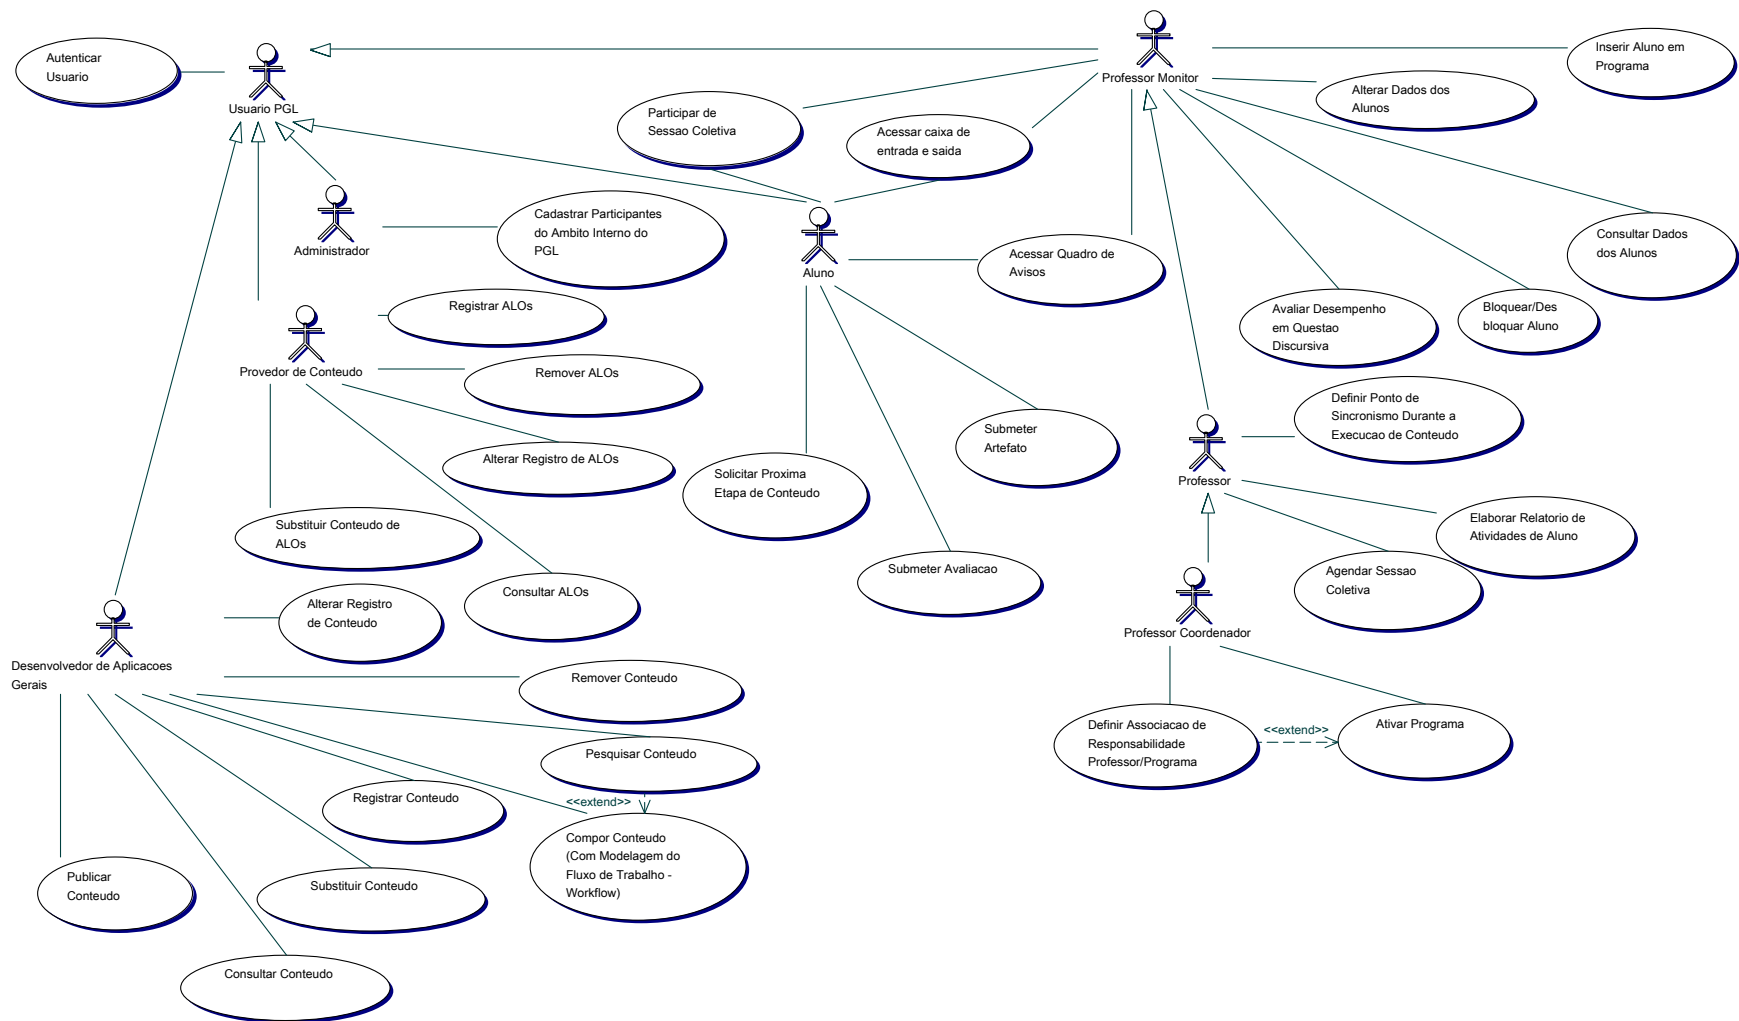 Autenticar
Usuario
Usuario PGL
Professor Monitor
Inserir Aluno em
Programa
Alterar Dados dos
Alunos
Participar de
Sessao Coletiva
Acessar caixa de
entrada e saida
Administrador
Cadastrar Participantes
do Ambito Interno do
PGL
Aluno
Acessar Quadro de
Avisos
Consultar Dados
dos Alunos
Registrar ALOs
Avaliar Desempenho
em Questao
Discursiva
Bloquear/Des
bloquar Aluno
Provedor de Conteudo
Remover ALOs
Definir Ponto de
Sincronismo Durante a
Execucao de Conteudo
Submeter
Artefato
Alterar Registro de ALOs
Solicitar Proxima
Etapa de Conteudo
Professor
Substituir Conteudo de
ALOs
Elaborar Relatorio de
Atividades de Aluno
Submeter Avaliacao
Agendar Sessao
Coletiva
Consultar ALOs
Alterar Registro
de Conteudo
Professor Coordenador
Desenvolvedor de Aplicacoes
Gerais
Remover Conteudo
Definir Associacao de
Responsabilidade
Professor/Programa
<<extend>>
Ativar Programa
Pesquisar Conteudo
Registrar Conteudo
<<extend>>
Compor Conteudo
(Com Modelagem do
Fluxo de Trabalho -
Workflow)
Publicar
Conteudo
Substituir Conteudo
Consultar Conteudo